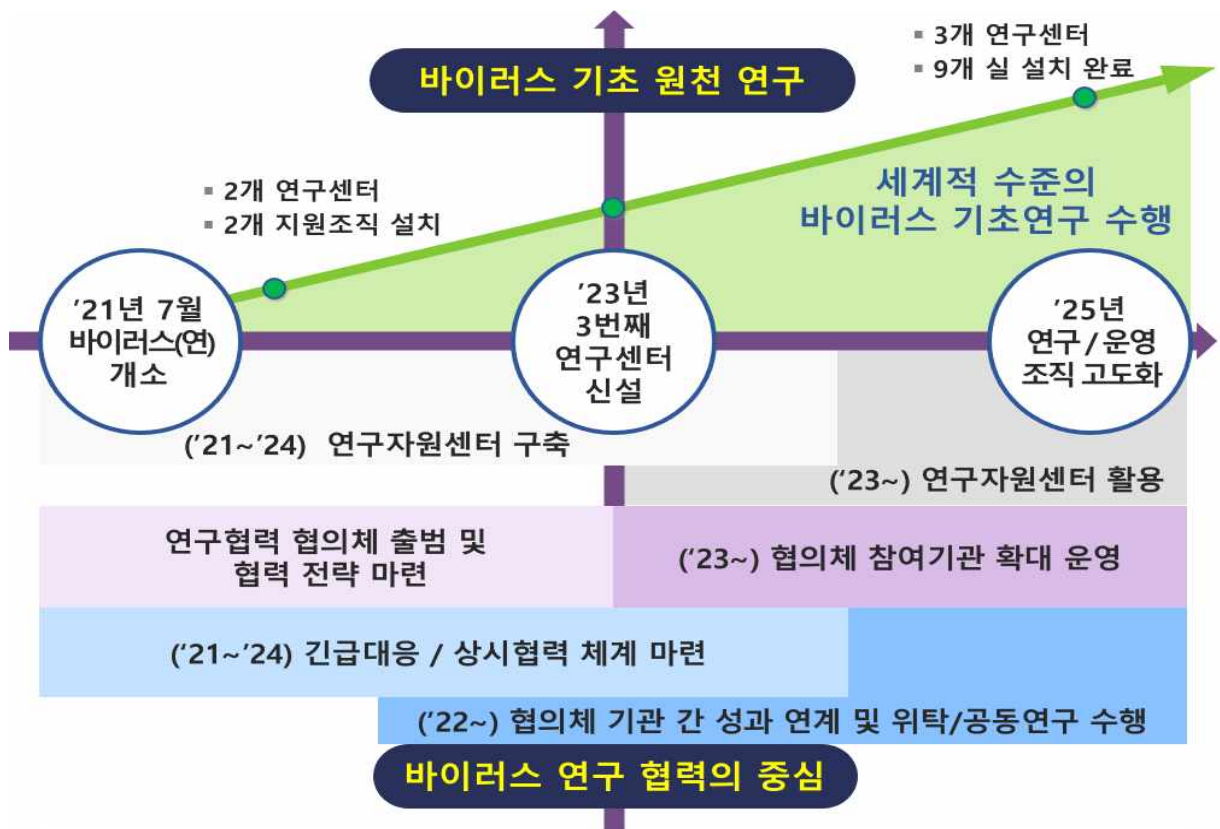 ▪ 3개 연구센터
▪ 9개 실 설치 완료
바이러스 기초 원천 연구
세계적 수준의
바이러스 기초연구 수행
▪ 2개 연구센터
▪ 2개 지원조직 설치
’21년 7월
바이러스(연)
개소
’23년
3번째
연구센터
신설
’25년
연구 / 운영
조직 고도화
(’21~’24) 연구자원센터 구축
(‘23~) 연구자원센터 활용
연구협력 협의체 출범 및
협력 전략 마련
(‘23~) 협의체 참여기관 확대 운영
(‘21~’24) 긴급대응 / 상시협력 체계 마련
(’22~) 협의체 기관 간 성과 연계 및 위탁/공동연구 수행
바이러스 연구 협력의 중심